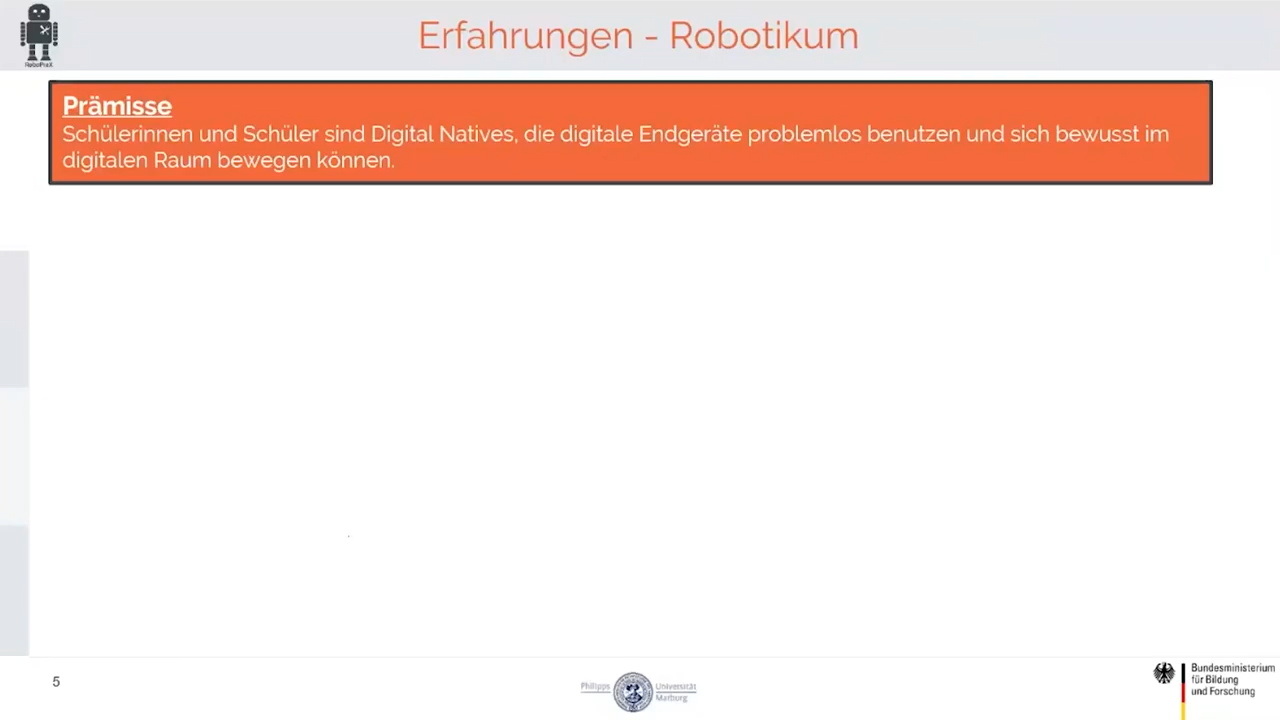 RoboPraX
Erfahrungen - Robotikum
Prämisse
Schülerinnen und Schüler sind Digital Natives, die digitale Endgeräte problemlos benutzen und sich bewusst im
digitalen Raum bewegen können.
5
Philipps
Universität
Marburg
Bundesministerium
für Bildung
und Forschung